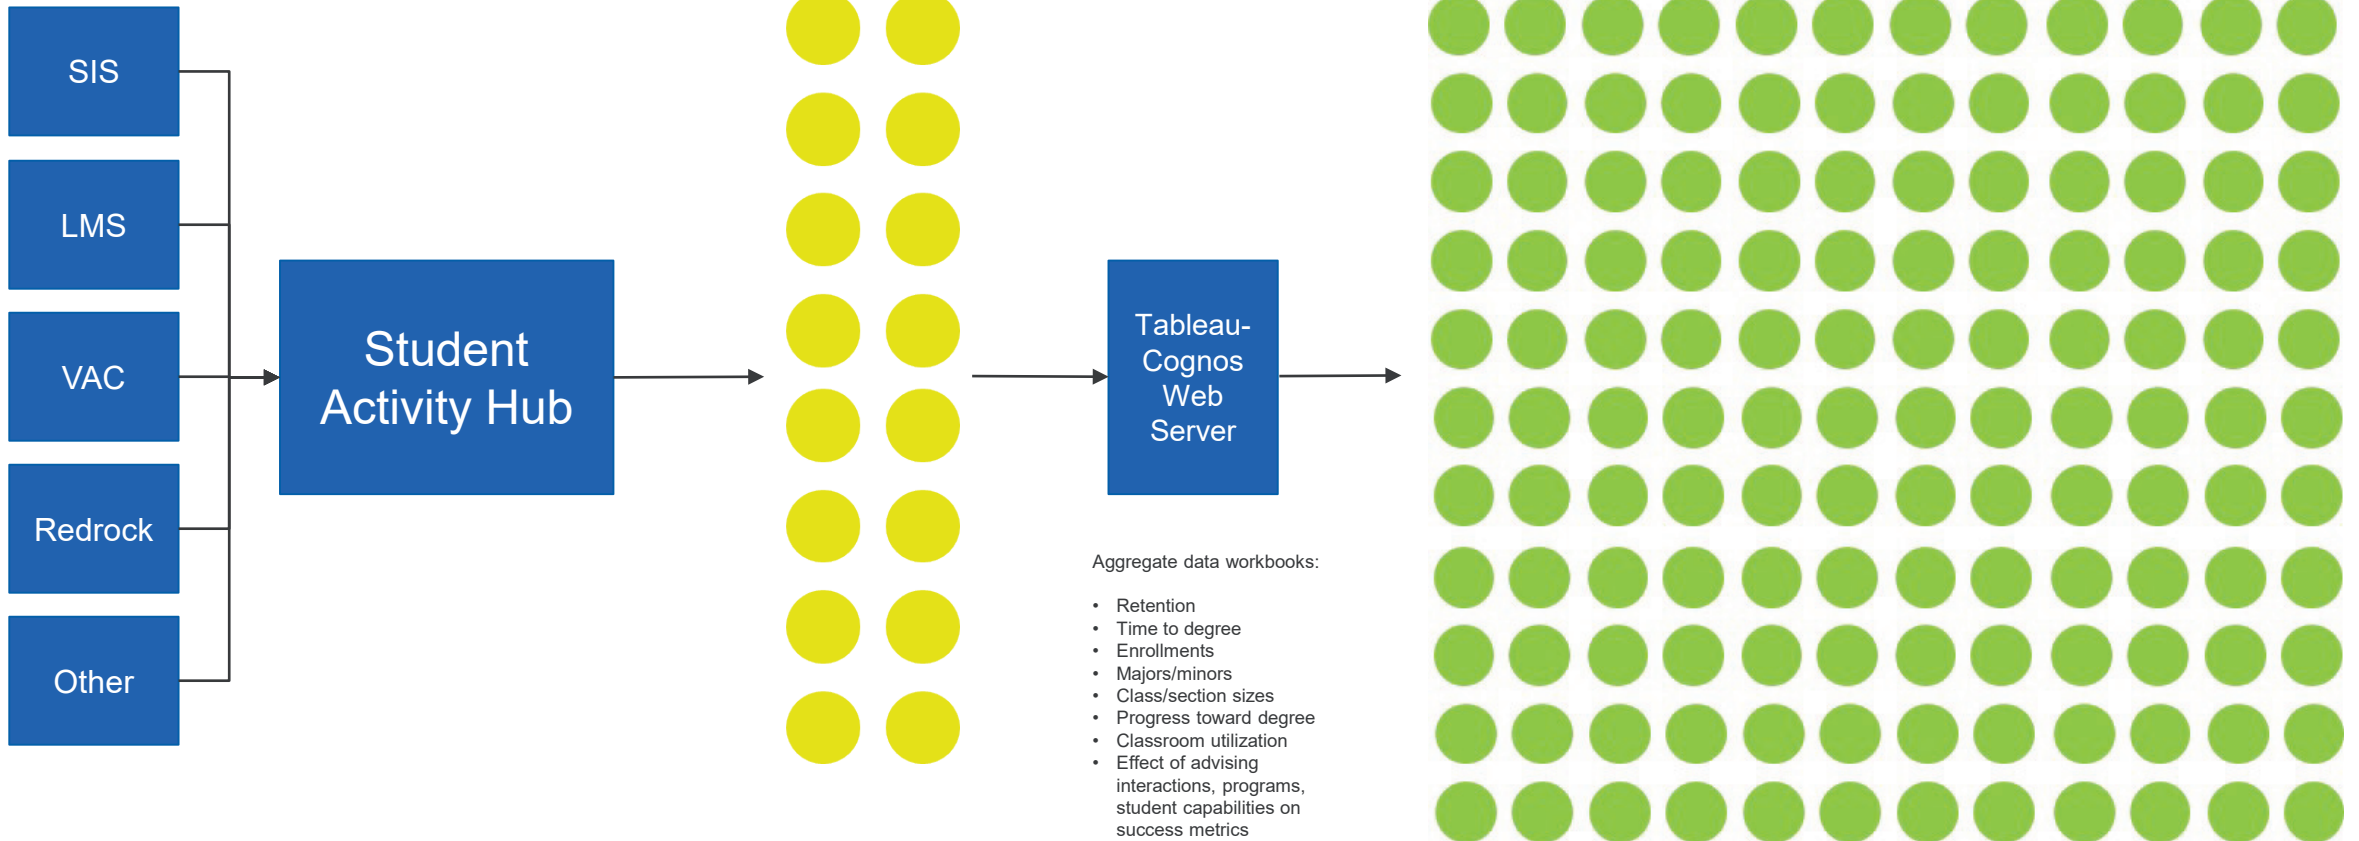 SIS
LMS
VAC
Redrock
Other
Student
Activity Hub
Tableau-
Cognos
Web
Server
Aggregate data workbooks:
• Retention
• Time to degree
• Enrollments
• Majors/minors
• Class/section sizes
• Progress toward degree
• Classroom utilization
• Effect of advising
interactions, programs,
student capabilities on
success metrics